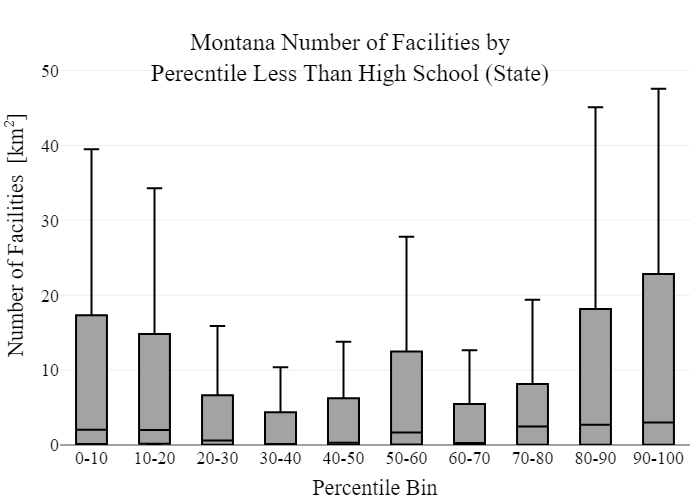 Montana Number of Facilities by
Perecntile Less Than High School (State)
Number of Facilities [km²]
50
40
30
20
10
0
0-10 10-20 20-30 30-40 40-50 50-60 60-70 70-80 80-90 90-100
Percentile Bin